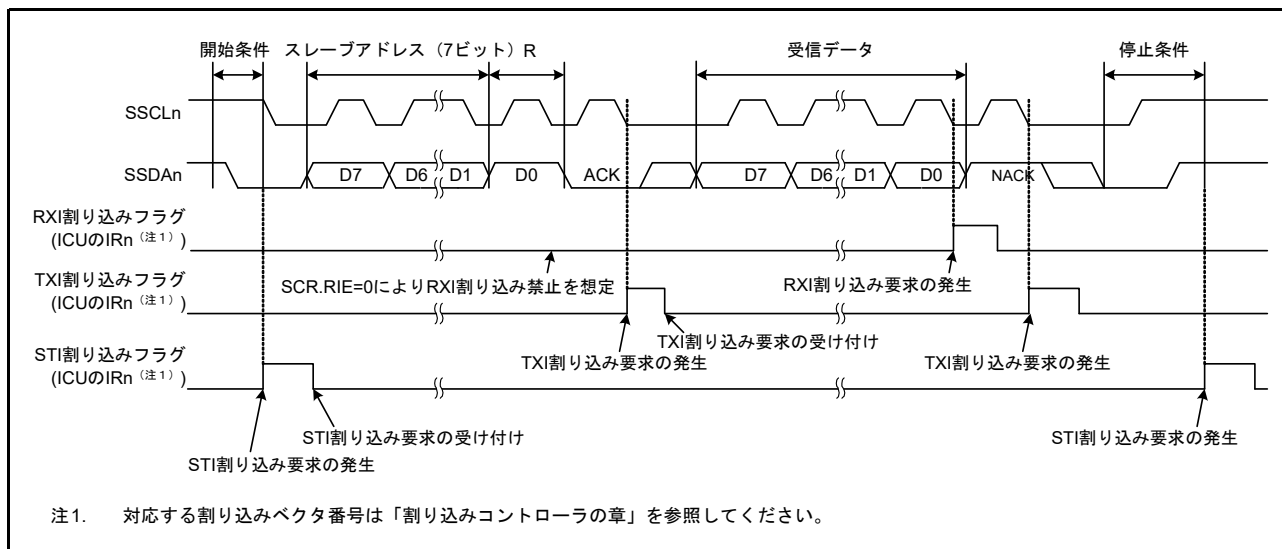 開始条件 スレーブアドレス（7ビット）R 受信データ 停止条件
SSCLn
SSDAn D7 D6 D1 D0 ACK D7 D6 D1 D0 NACK
RXI割り込みフラグ
(ICUのIRn（注1）)
SCR.RIE=0によりRXI割り込み禁止を想定
RXI割り込み要求の発生
TXI割り込みフラグ
(ICUのIRn（注1）)
TXI割り込み要求の受け付け
TXI割り込み要求の発生
TXI割り込み要求の発生
STI割り込みフラグ
(ICUのIRn（注1）)
STI割り込み要求の受け付け
STI割り込み要求の発生
STI割り込み要求の発生
注1. 対応する割り込みベクタ番号は「割り込みコントローラの章」を参照してください。